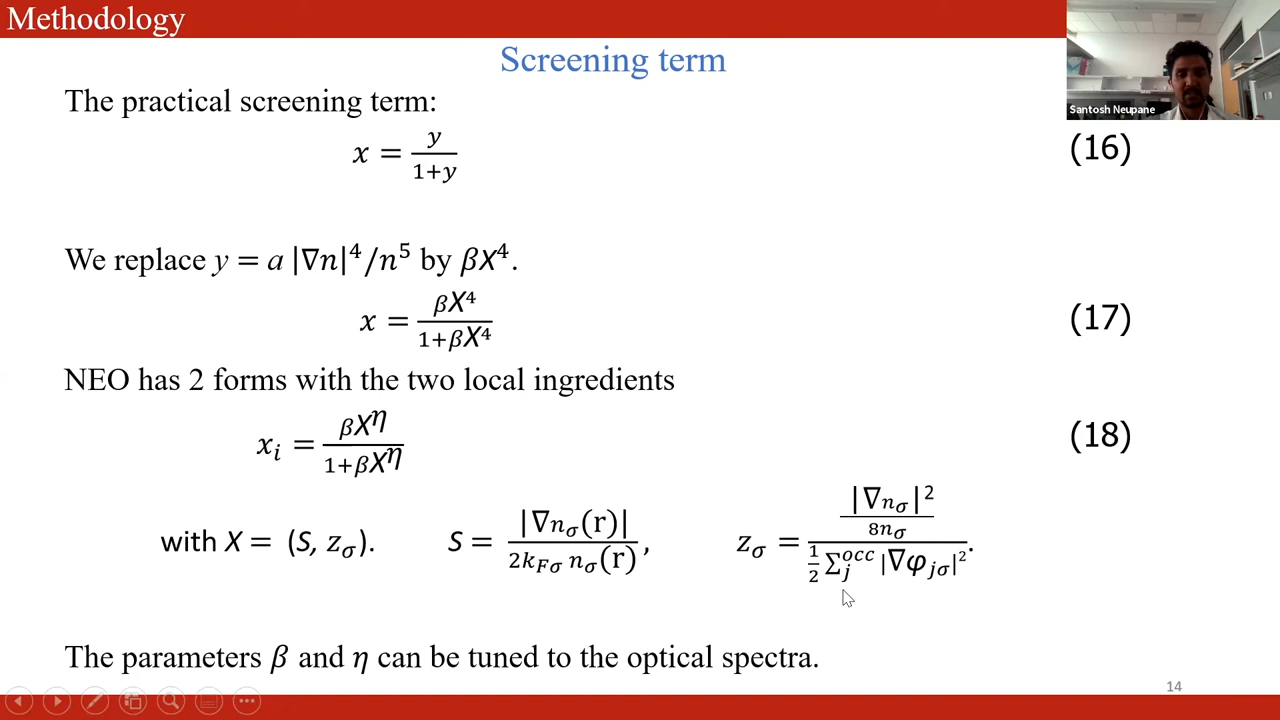 Methodology
Screening term
Santosh Neupane
The practical screening term:
x = y/(1+y) (16)
We replace y = a |∇n|⁴/n⁵ by βX⁴.
x = βX⁴/(1+βX⁴) (17)
NEO has 2 forms with the two local ingredients
xᵢ = βX^η/(1+βX^η) (18)
with X = (S, z_σ). S = |∇n_σ(r)|/(2k_Fσ n_σ(r)), z_σ = (|∇n_σ|²/8n_σ)/(½ Σ_j^occ |∇φ_jσ|²).
The parameters β and η can be tuned to the optical spectra.
14